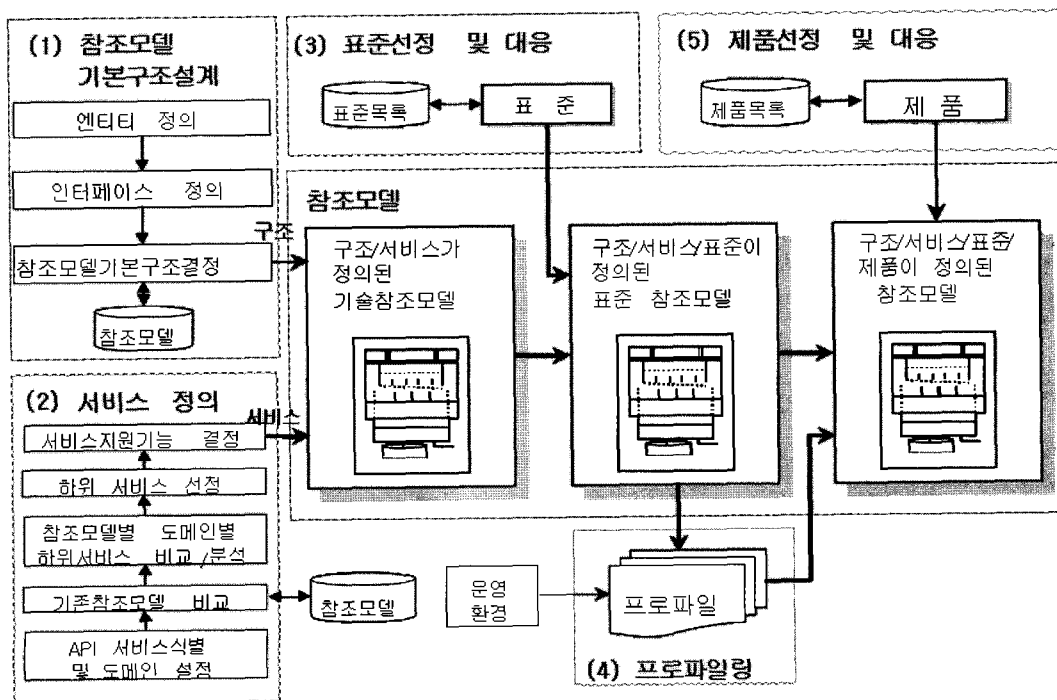 (1) 참조모델
기본구조설계
엔티티 정의
인터페이스 정의
참조모델기본구조결정
참조모델
구조
(2) 서비스 정의
서비스
서비스지원기능 결정
하위 서비스 선정
참조모델별 도메인별
하위서비스 비교/분석
기존참조모델 비교
참조모델
API 서비스식별
및 도메인 설정
(3) 표준선정 및 대응
표준목록
표 준
(5) 제품선정 및 대응
제품목록
제 품
참조모델
구조/서비스가
정의된
기술참조모델
구조/서비스/표준이
정의된
표준 참조모델
구조/서비스/표준/
제품이 정의된
참조모델
운영
환경
프로파일
(4) 프로파일링